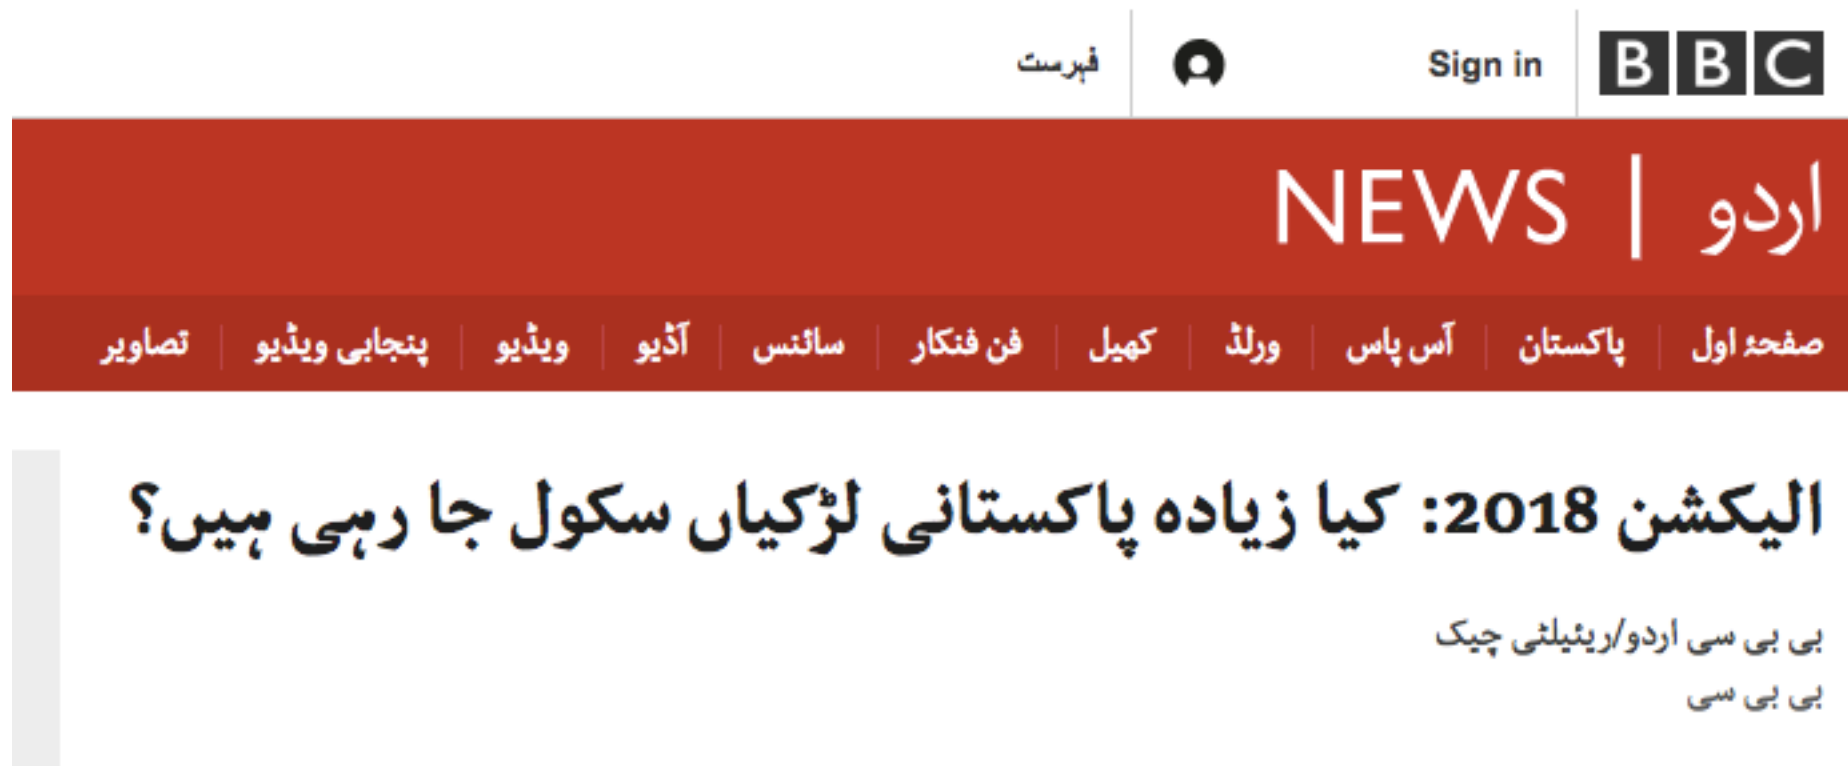 BBC Sign in فہرست
اردو | NEWS
صفحۂ اول پاکستان آس پاس ورلڈ کھیل فن فنکار سائنس آڈیو ویڈیو پنجابی ویڈیو تصاویر
الیکشن 2018: کیا زیادہ پاکستانی لڑکیاں سکول جا رہی ہیں؟
بی بی سی اردو/ریئیلٹی چیک
بی بی سی